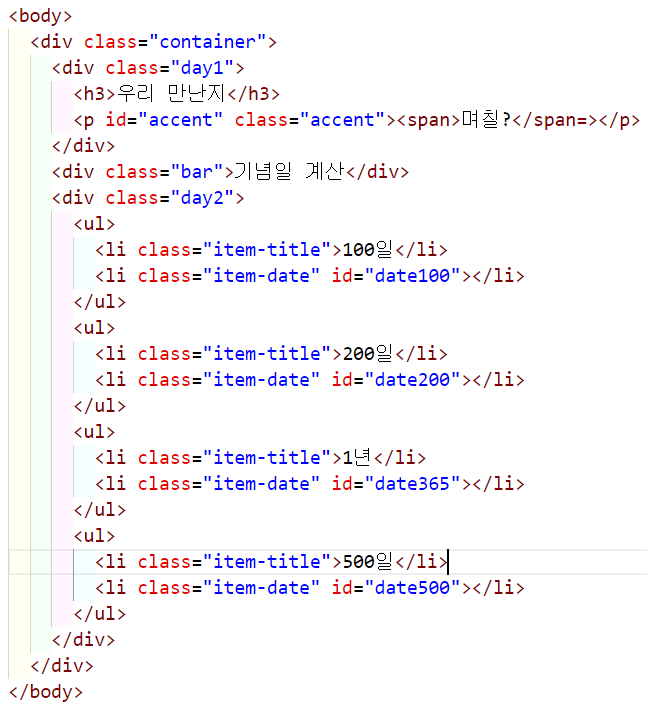 <body>
<div class="container">
<div class="day1">
<h3>우리 만난지</h3>
<p id="accent" class="accent"><span>며칠?</span=></p>
</div>
<div class="bar">기념일 계산</div>
<div class="day2">
<ul>
<li class="item-title">100일</li>
<li class="item-date" id="date100"></li>
</ul>
<ul>
<li class="item-title">200일</li>
<li class="item-date" id="date200"></li>
</ul>
<ul>
<li class="item-title">1년</li>
<li class="item-date" id="date365"></li>
</ul>
<ul>
<li class="item-title">500일</li>
<li class="item-date" id="date500"></li>
</ul>
</div>
</div>
</body>